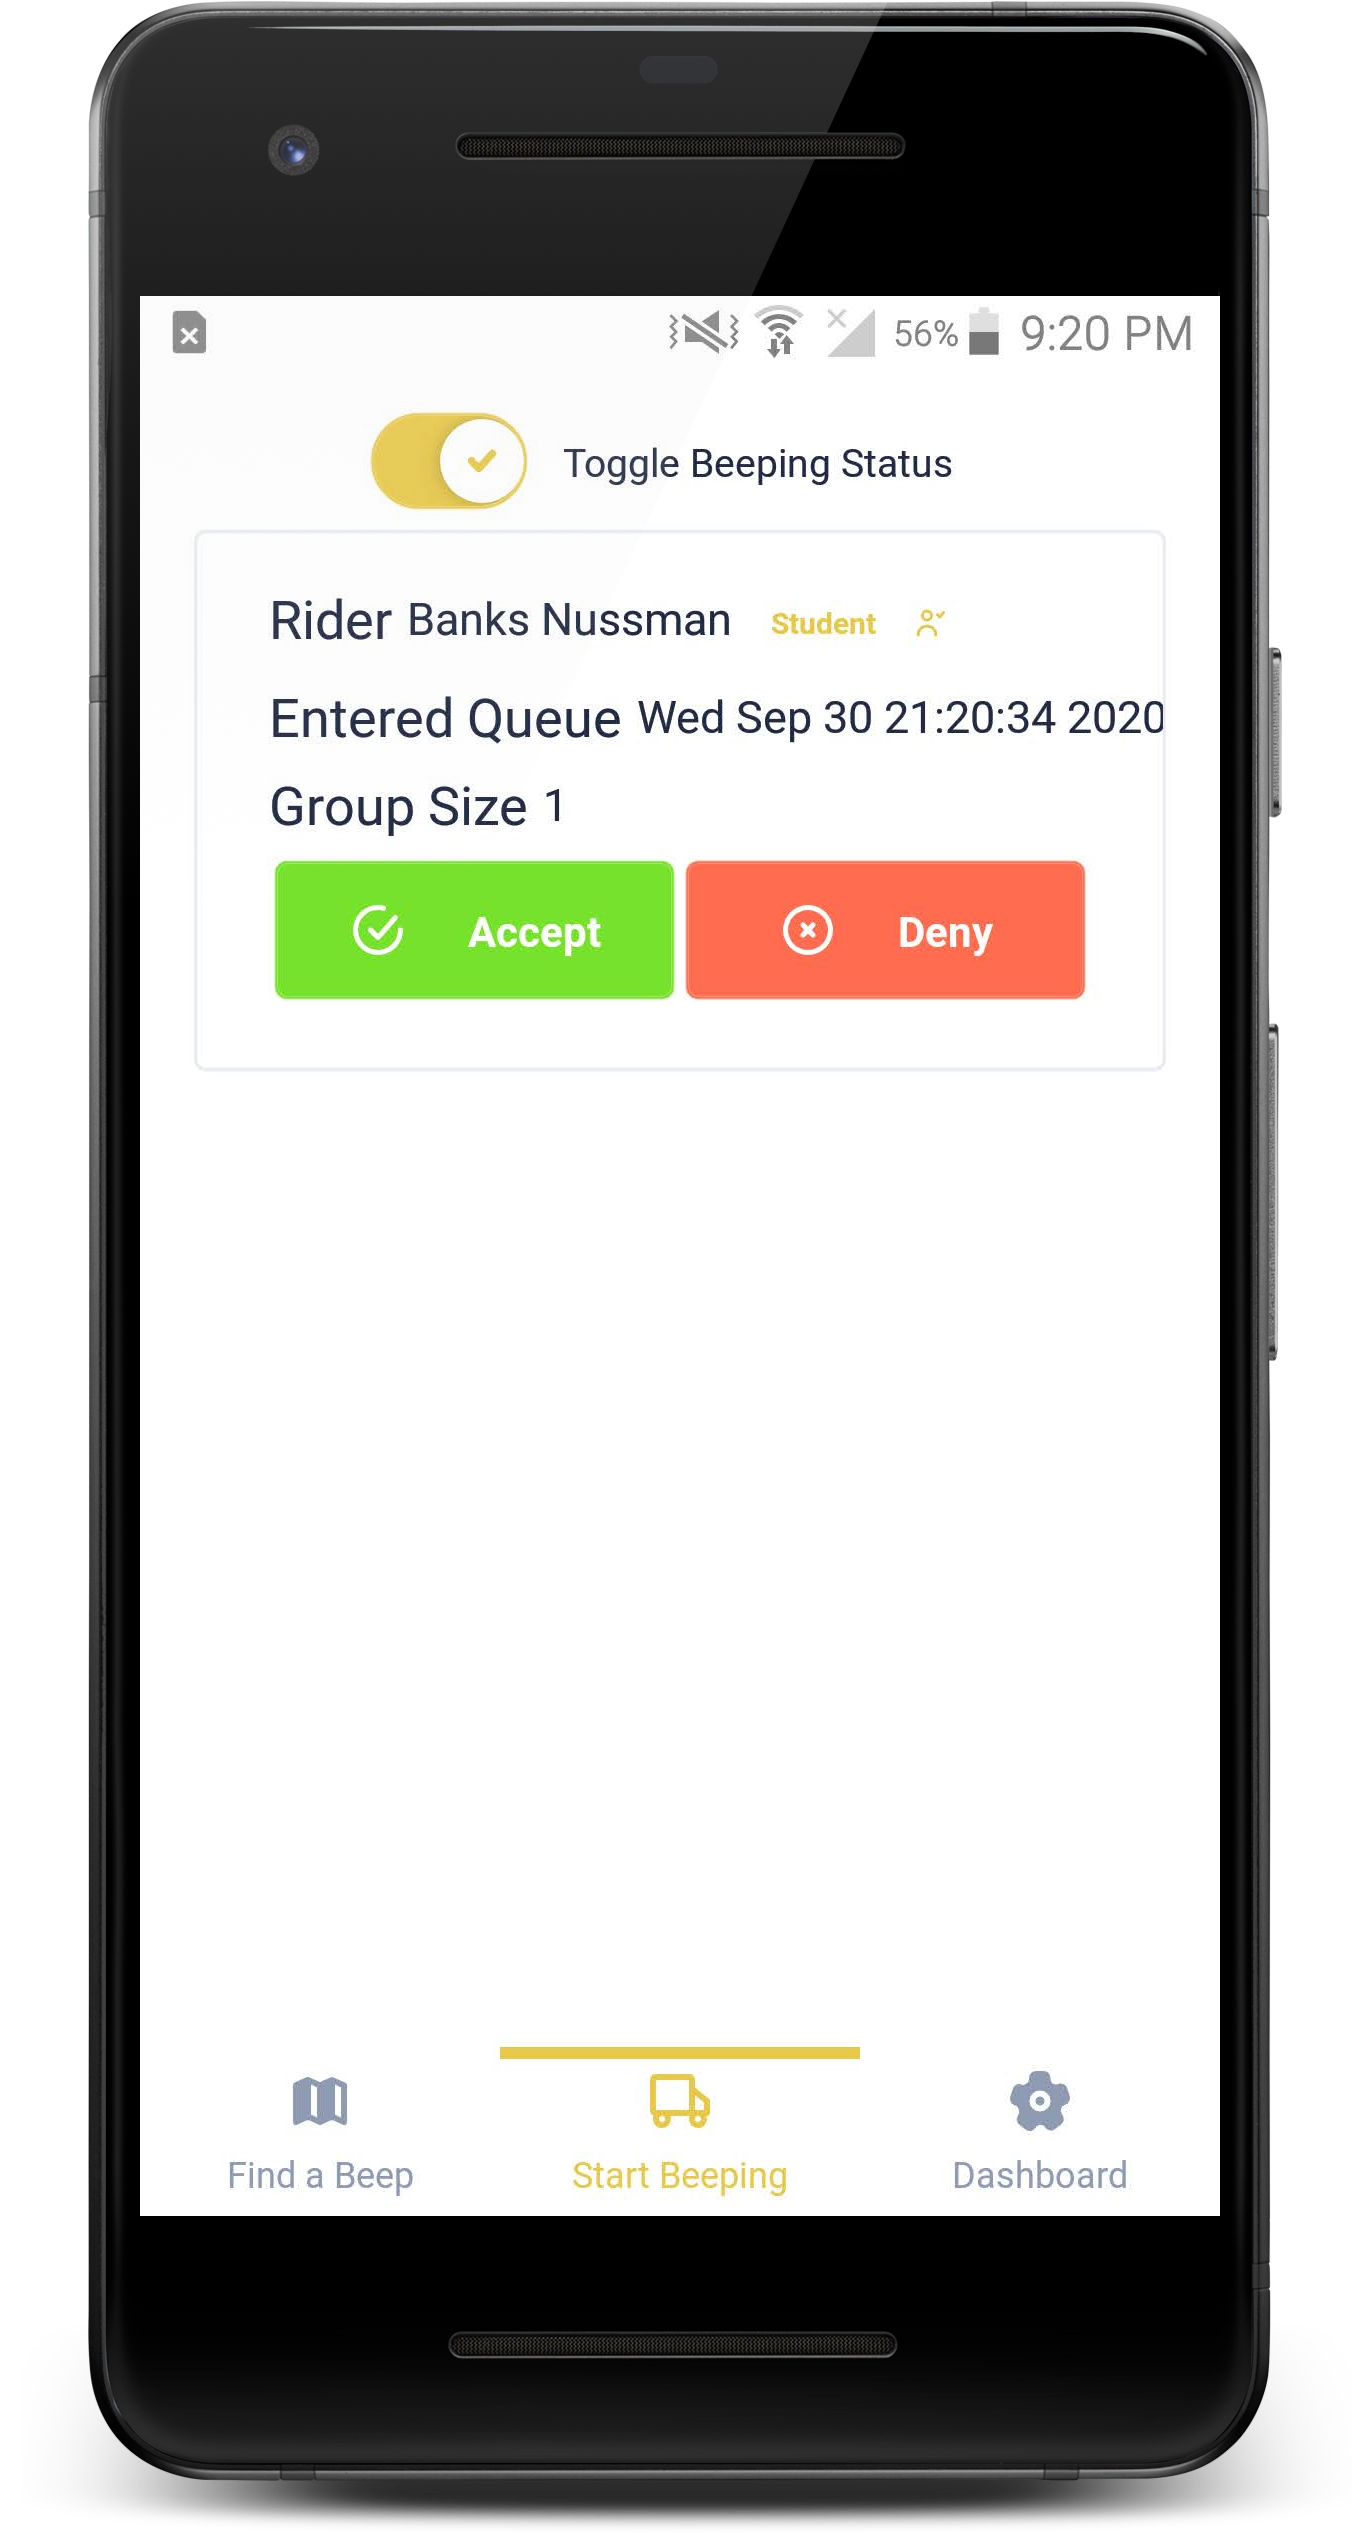 56% 9:20 PM
Toggle Beeping Status
Rider Banks Nussman Student
Entered Queue Wed Sep 30 21:20:34 2020
Group Size 1
Accept Deny
Find a Beep Start Beeping Dashboard